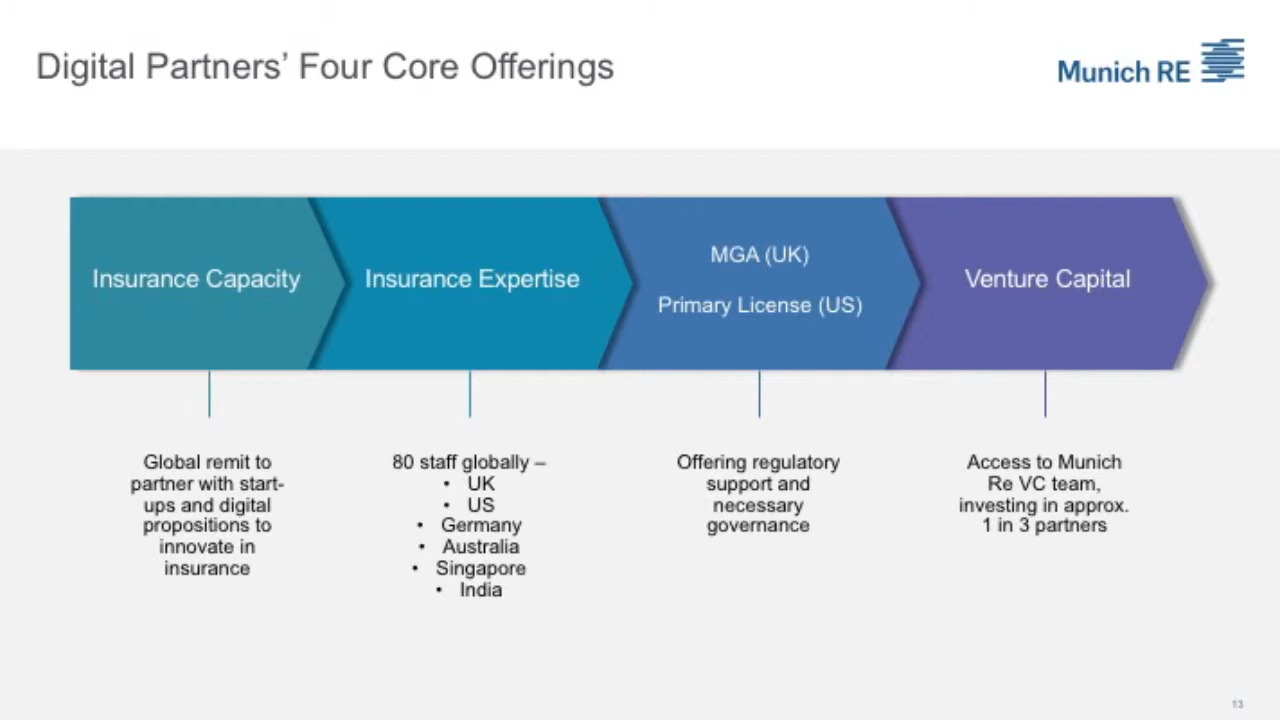 Digital Partners’ Four Core Offerings
Munich RE
Insurance Capacity
Insurance Expertise
MGA (UK)
Primary License (US)
Venture Capital
Global remit to
partner with start-
ups and digital
propositions to
innovate in
insurance
80 staff globally –
• UK
• US
• Germany
• Australia
• Singapore
• India
Offering regulatory
support and
necessary
governance
Access to Munich
Re VC team,
investing in approx.
1 in 3 partners
13